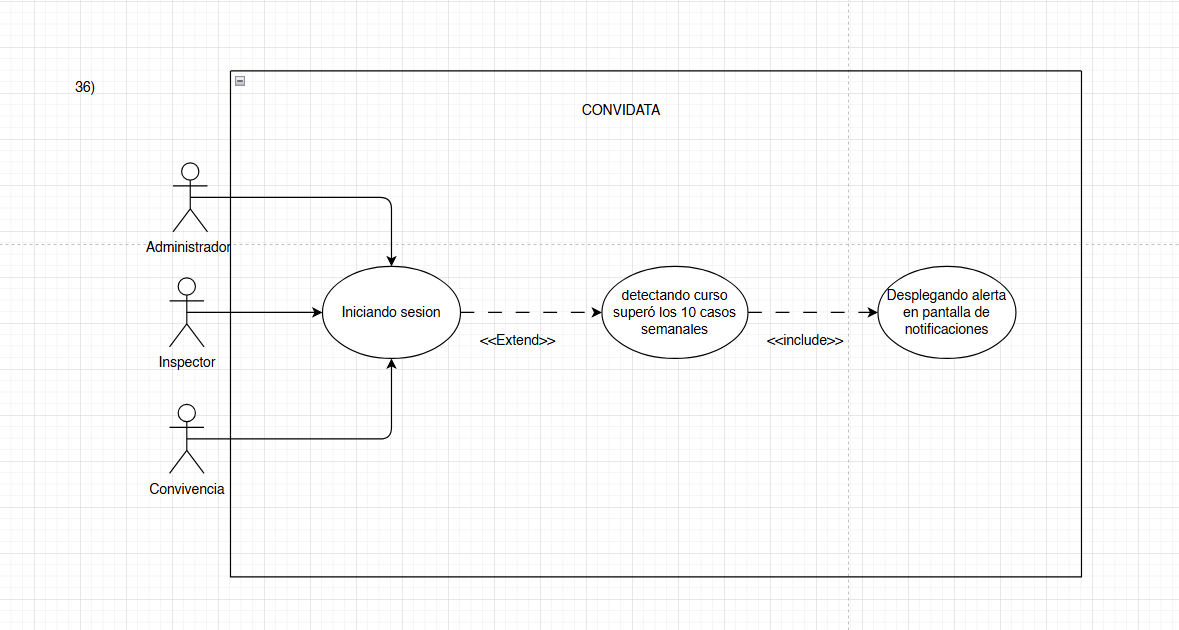 36)
CONVIDATA
Administrador
Iniciando sesion
detectando curso
superó los 10 casos
semanales
Desplegando alerta
en pantalla de
notificaciones
<<Extend>>
<<include>>
Inspector
Convivencia